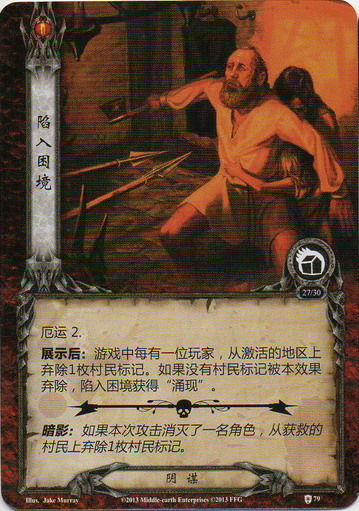 陷入困境
27/30
厄运 2.
展示后：游戏中每有一位玩家，从激活的地区上
弃除1枚村民标记。如果没有村民标记被本效果
弃除，陷入困境获得“涌现”。
暗影：如果本次攻击消灭了一名角色，从获救的
村民上弃除1枚村民标记。
阴谋
Illus. Jake Murray
©2013 Middle-earth Enterprises ©2013 FFG
79